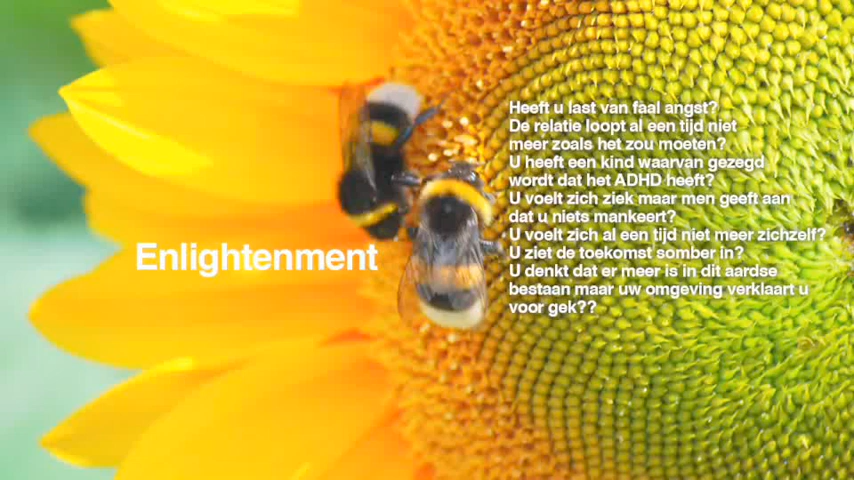 Enlightenment
Heeft u last van faal angst?
De relatie loopt al een tijd niet
meer zoals het zou moeten?
U heeft een kind waarvan gezegd
wordt dat het ADHD heeft?
U voelt zich ziek maar men geeft aan
dat u niets mankeert?
U voelt zich al een tijd niet meer zichzelf?
U ziet de toekomst somber in?
U denkt dat er meer is in dit aardse
bestaan maar uw omgeving verklaart u
voor gek??